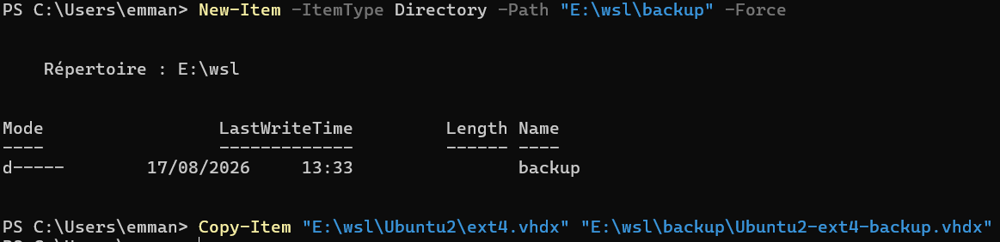 PS C:\Users\emman> New-Item -ItemType Directory -Path "E:\wsl\backup" -Force
Répertoire : E:\wsl
Mode LastWriteTime Length Name
---- ------------- ------ ----
d----- 17/08/2026 13:33 backup
PS C:\Users\emman> Copy-Item "E:\wsl\Ubuntu2\ext4.vhdx" "E:\wsl\backup\Ubuntu2-ext4-backup.vhdx"